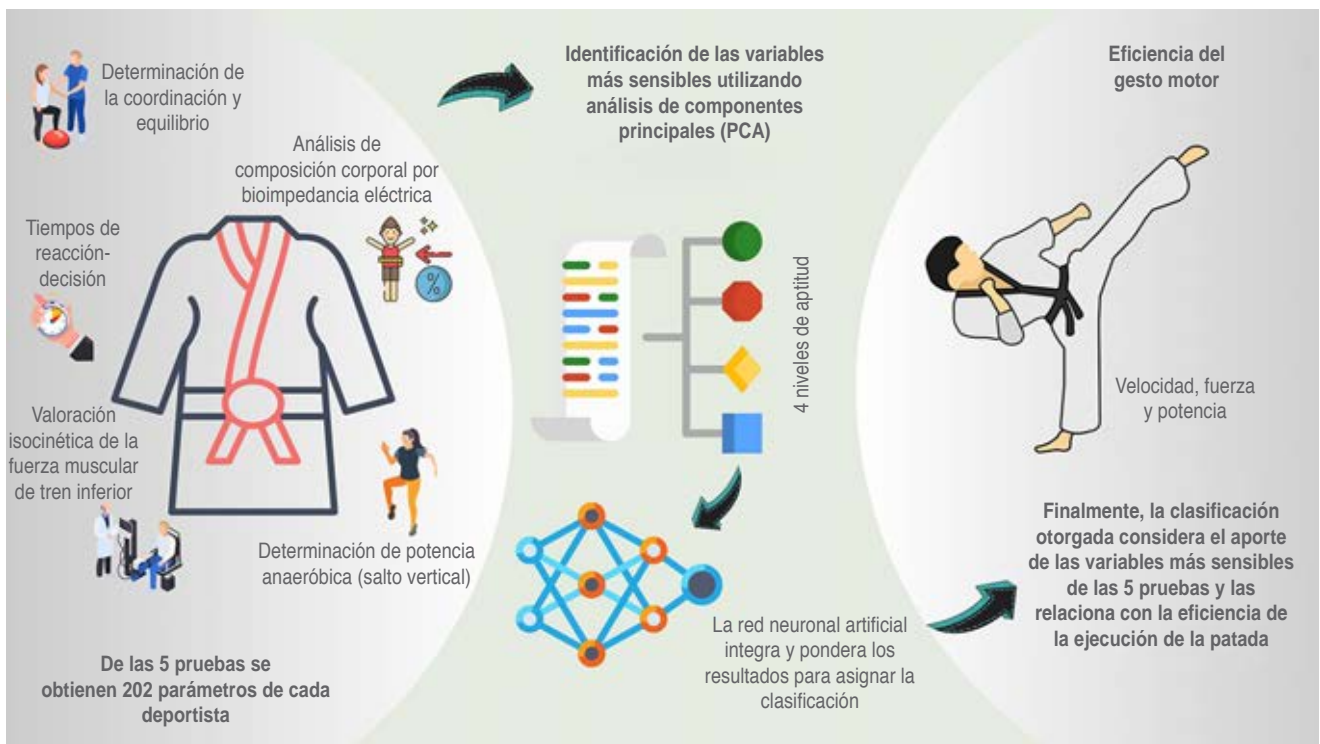 Determinación de
la coordinación y
equilibrio
Análisis de
composición corporal por
bioimpedancia eléctrica
Tiempos de
reacción-
decisión
%
Valoración
isocinética de la
fuerza muscular
de tren inferior
Determinación de potencia
anaeróbica (salto vertical)
De las 5 pruebas se
obtienen 202 parámetros de cada
deportista
Identificación de las variables
más sensibles utilizando
análisis de componentes
principales (PCA)
4 niveles de aptitud
La red neuronal artificial
integra y pondera los
resultados para asignar la
clasificación
Eficiencia del
gesto motor
Velocidad, fuerza
y potencia
Finalmente, la clasificación
otorgada considera el aporte
de las variables más sensibles
de las 5 pruebas y las
relaciona con la eficiencia de
la ejecución de la patada